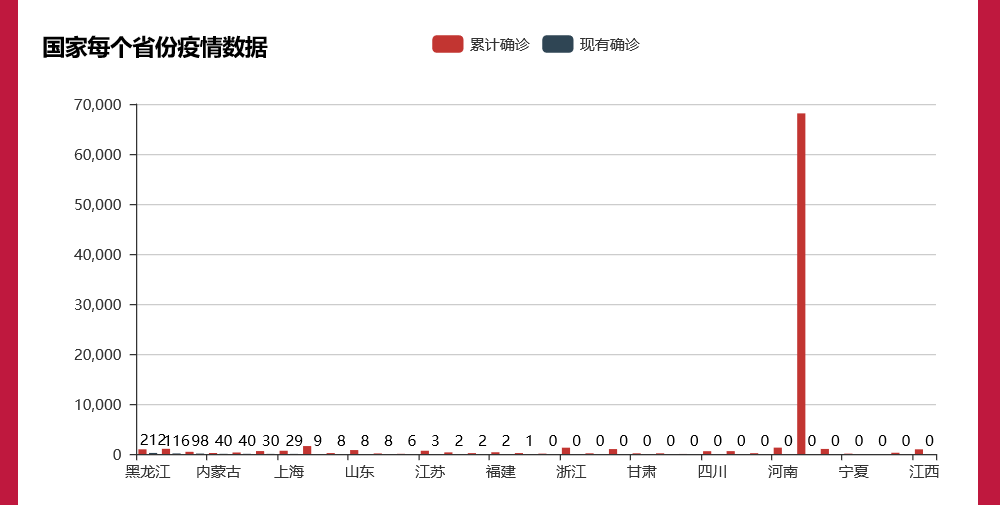 国家每个省份疫情数据
累计确诊 现有确诊
70,000
60,000
50,000
40,000
30,000
20,000
10,000
0
212 116 98 40 40 30 29 9 8 8 8 6 3 2 2 2 1 0 0 0 0 0 0 0 0 0 0 0 0 0 0 0 0 0
黑龙江 内蒙古 上海 山东 江苏 福建 浙江 甘肃 四川 河南 宁夏 江西